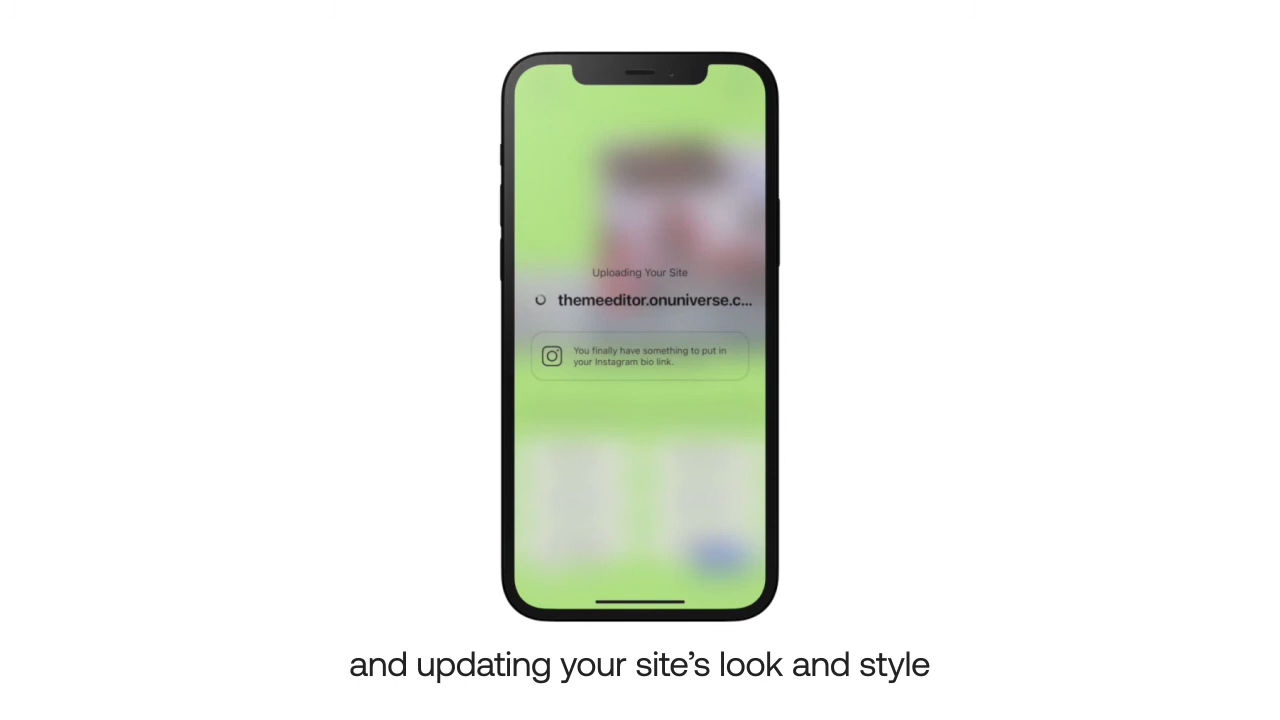 Uploading Your Site
themeeditor.onuniverse.c...
You finally have something to put in
your Instagram bio link.
and updating your site’s look and style